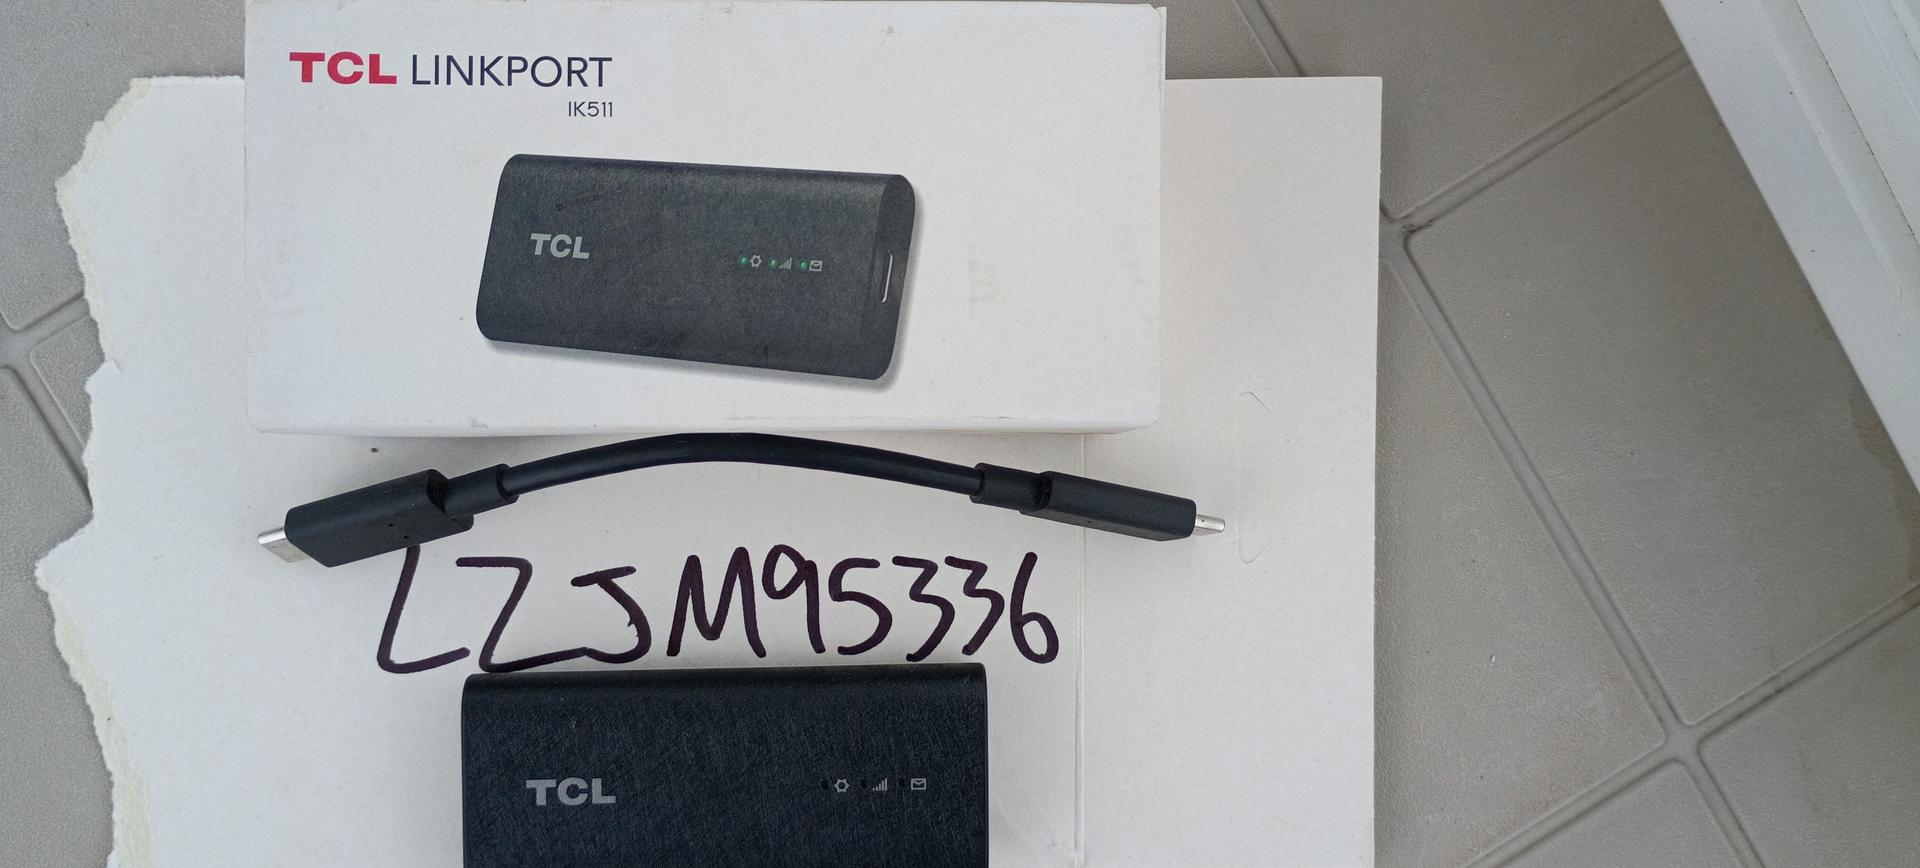 TCL LINKPORT
IK511
TCL
LZJM95336
TCL